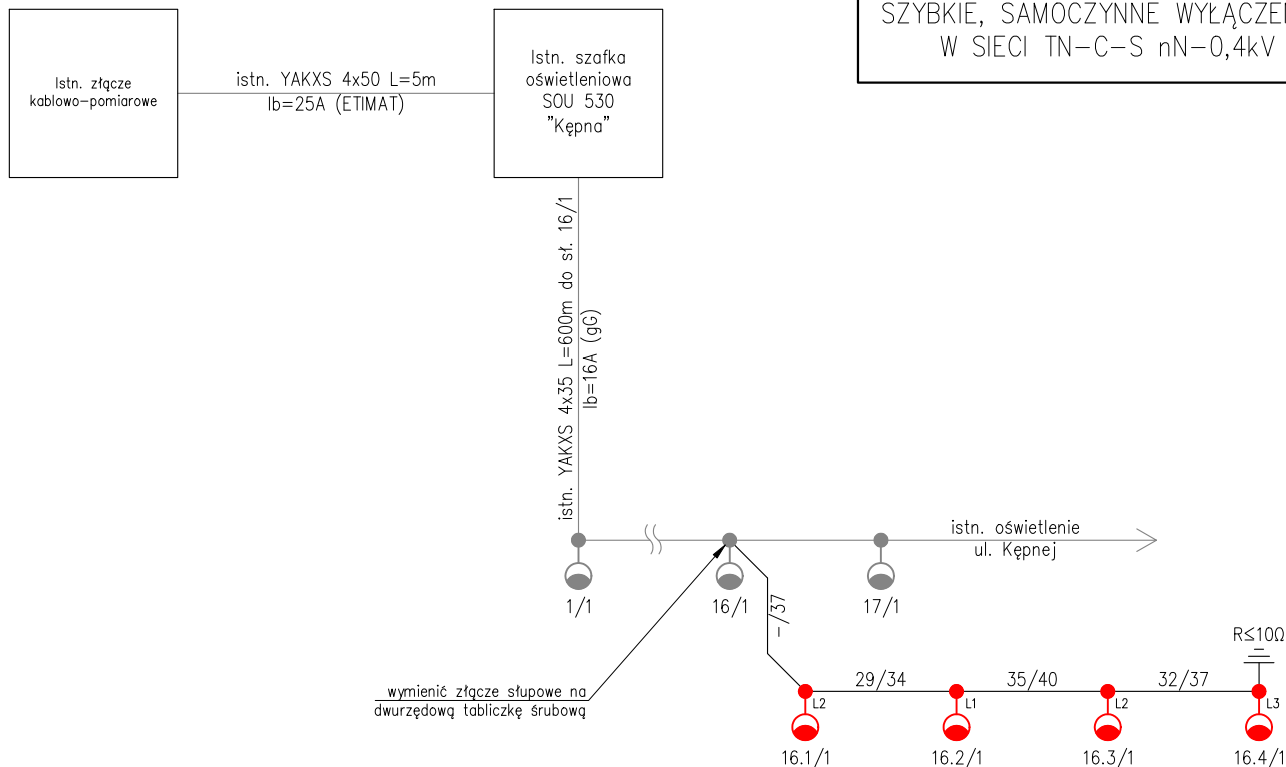 SZYBKIE, SAMOCZYNNE
W SIECI TN-C-S nN-0,4kV
Istn. złącze
kablowo-pomiarowe
istn. YAKXS 4x50 L=5m
Ib=25A (ETIMAT)
Istn. szafka
oświetleniowa
SOU 530
"Kępna"
istn. YAKXS 4x35 L=600m do sł. 16/1
Ib=16A (gG)
istn. oświetlenie
ul. Kępnej
1/1
16/1
17/1
-/37
wymienić złącze słupowe na
dwurzędową tabliczkę śrubową
R≤10Ω
29/34
35/40
32/37
L2
L1
L2
L3
16.1/1
16.2/1
16.3/1
16.4/1